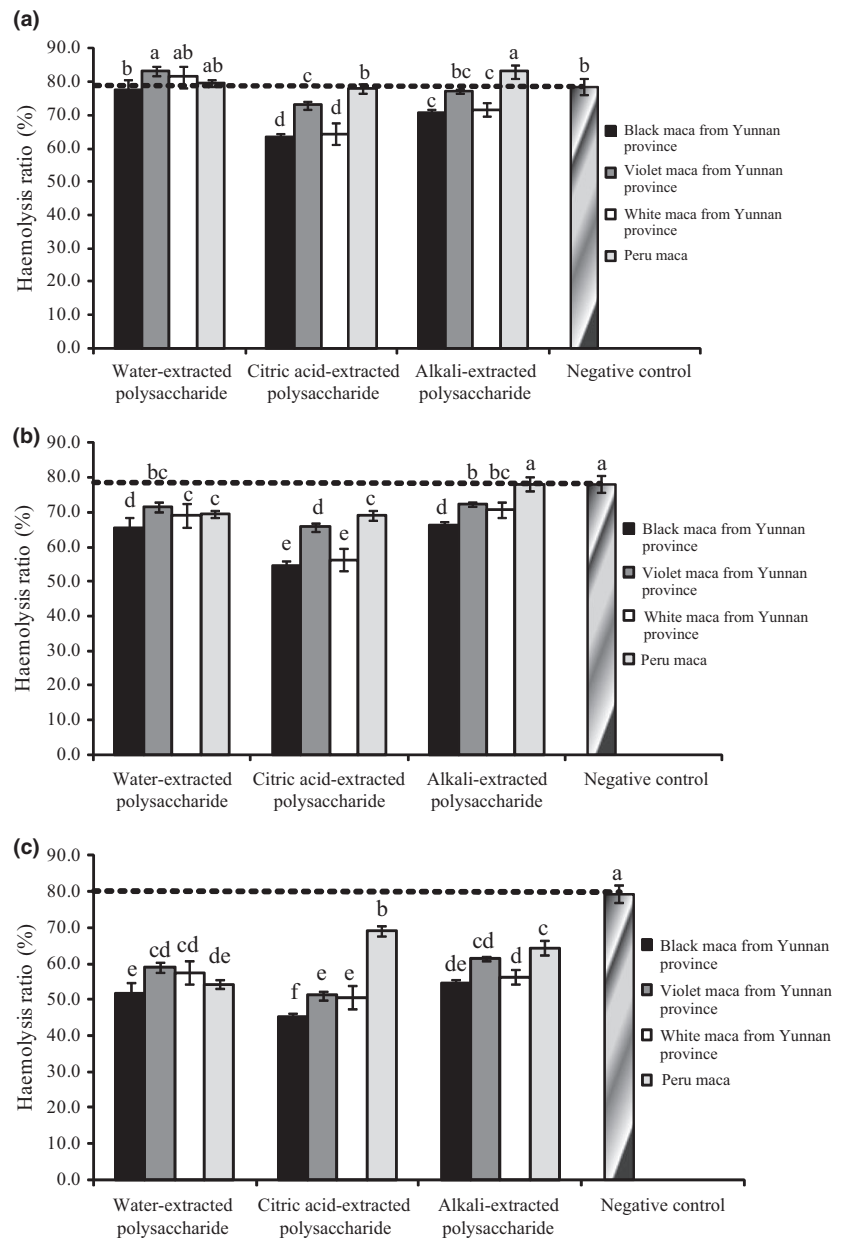 (a)
90.0
80.0
70.0
60.0
50.0
40.0
30.0
20.0
10.0
0.0
Haemolysis ratio (%)
b a ab ab
d c d b
c bc c a
b
Black maca from Yunnan
province
Violet maca from Yunnan
province
White maca from Yunnan
province
Peru maca
Water-extracted
polysaccharide
Citric acid-extracted
polysaccharide
Alkali-extracted
polysaccharide
Negative control
(b)
90.0
80.0
70.0
60.0
50.0
40.0
30.0
20.0
10.0
0.0
Haemolysis ratio (%)
d bc c c
e d e c
d b bc a
a
Black maca from Yunnan
province
Violet maca from Yunnan
province
White maca from Yunnan
province
Peru maca
Water-extracted
polysaccharide
Citric acid-extracted
polysaccharide
Alkali-extracted
polysaccharide
Negative control
(c)
90.0
80.0
70.0
60.0
50.0
40.0
30.0
20.0
10.0
0.0
Haemolysis ratio (%)
e cd cd de
f e e b
de cd d c
a
Black maca from Yunnan
province
Violet maca from Yunnan
province
White maca from Yunnan
province
Peru maca
Water-extracted
polysaccharide
Citric acid-extracted
polysaccharide
Alkali-extracted
polysaccharide
Negative control